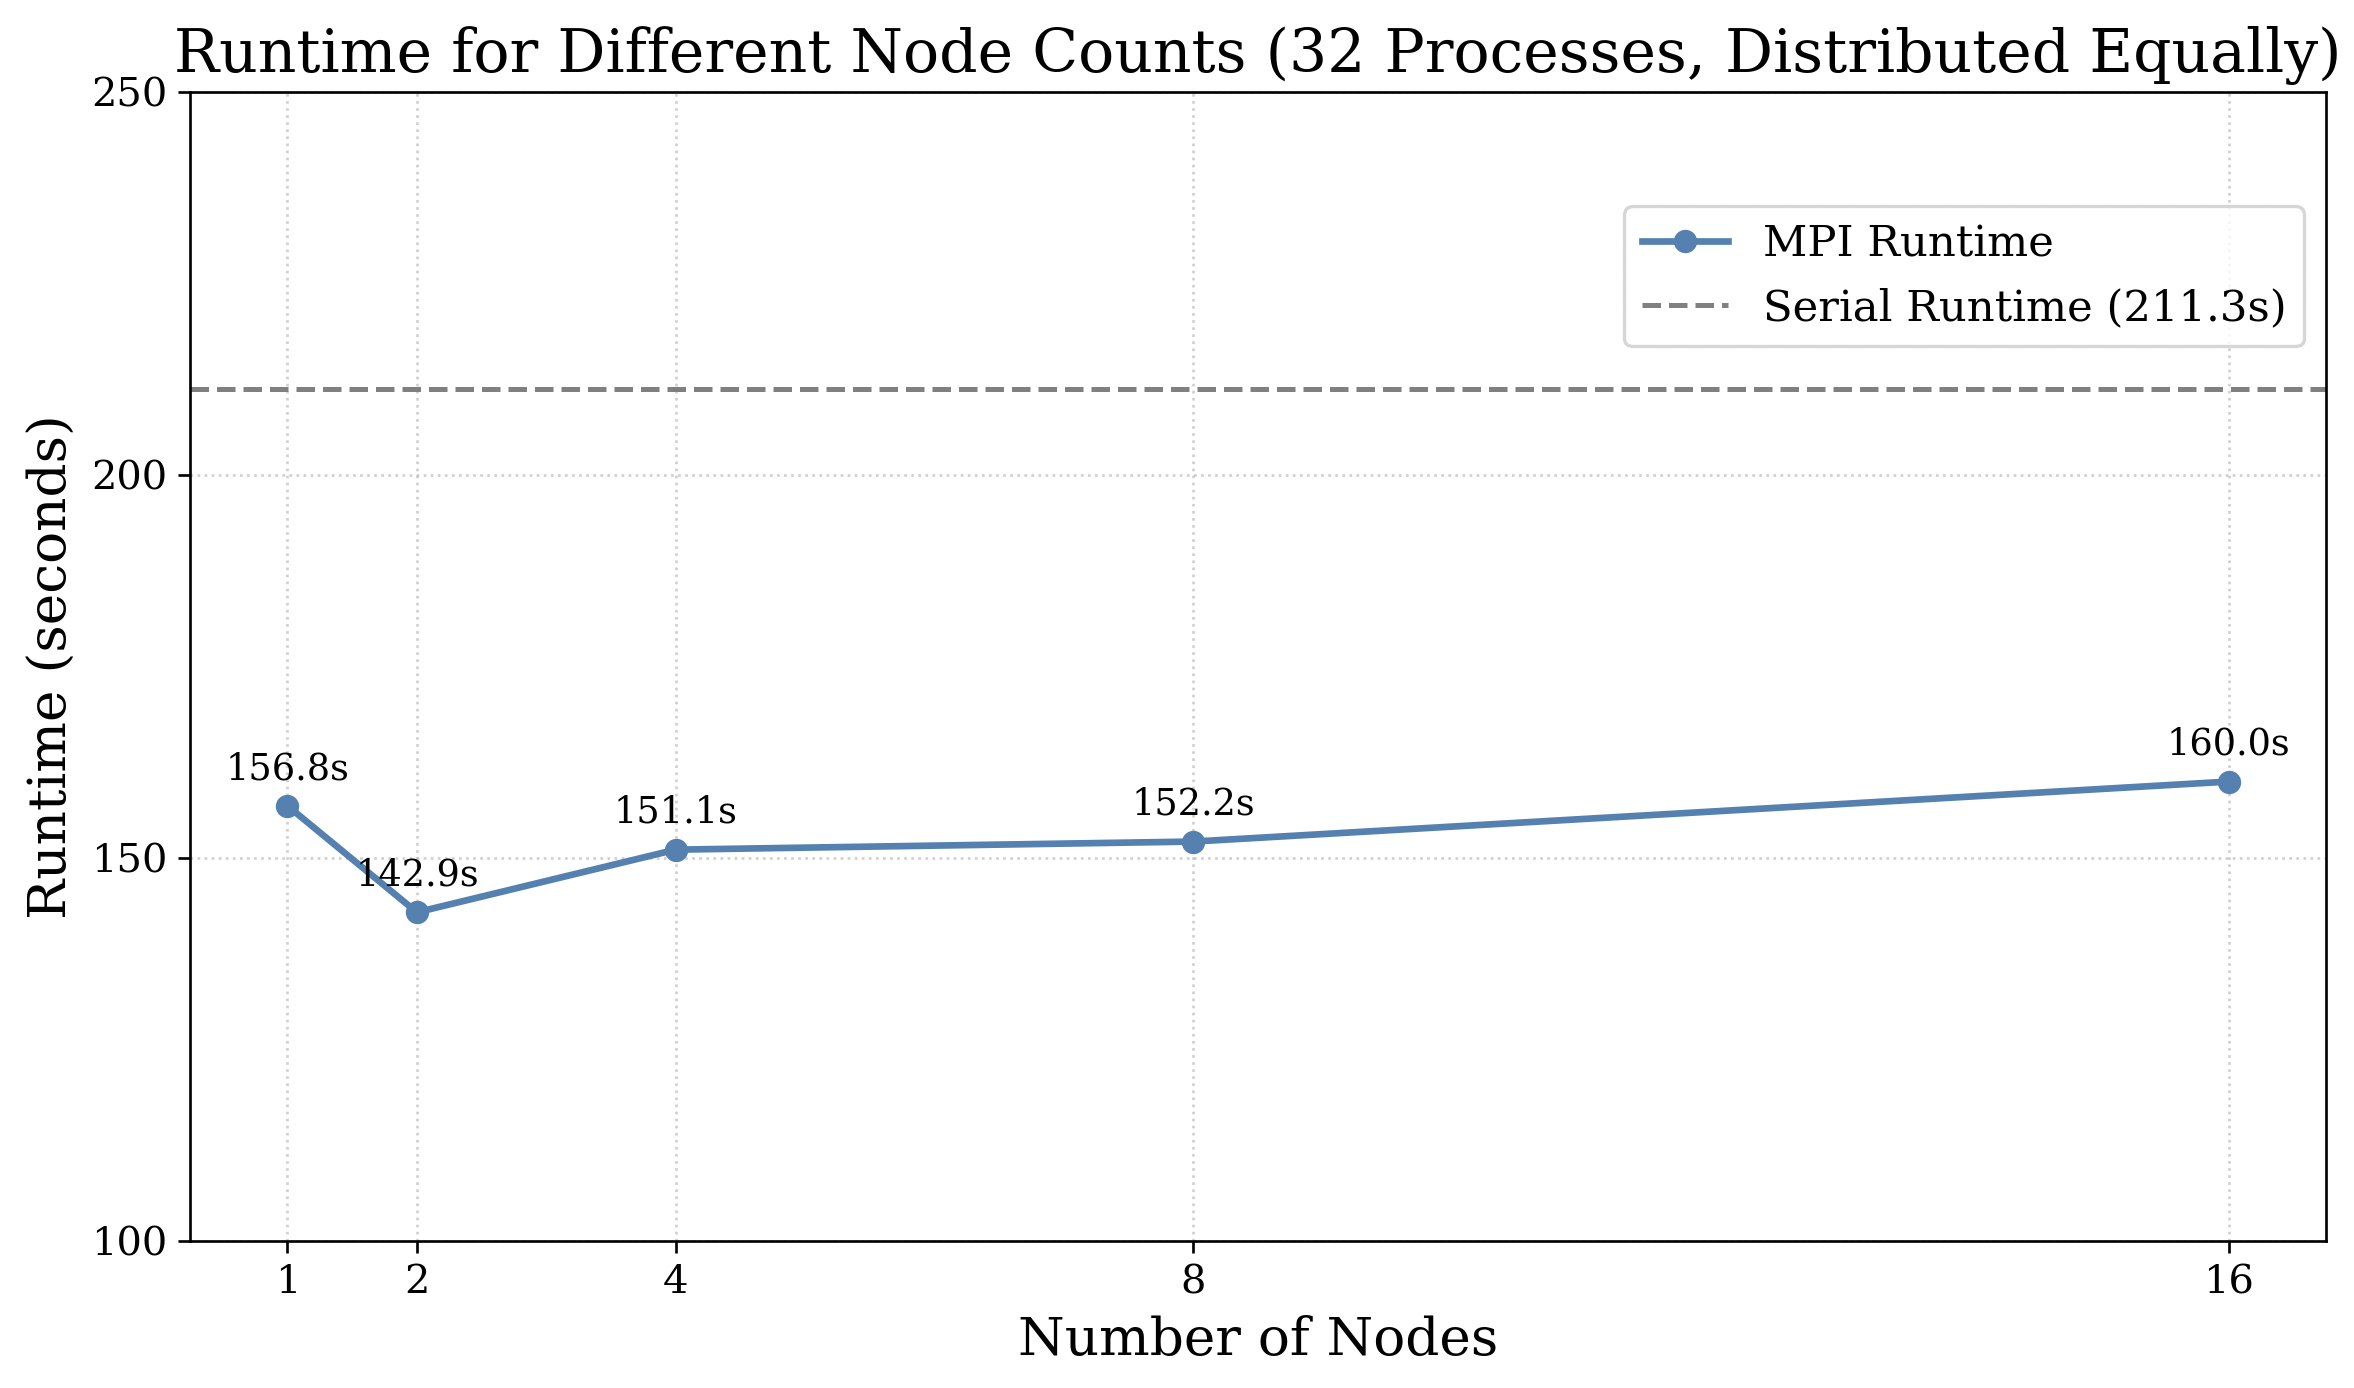 Runtime for Different Node Counts (32 Processes, Distributed Equally)
250
200
150
100
Runtime (seconds)
MPI Runtime
Serial Runtime (211.3s)
156.8s
142.9s
151.1s
152.2s
160.0s
1
2
4
8
16
Number of Nodes